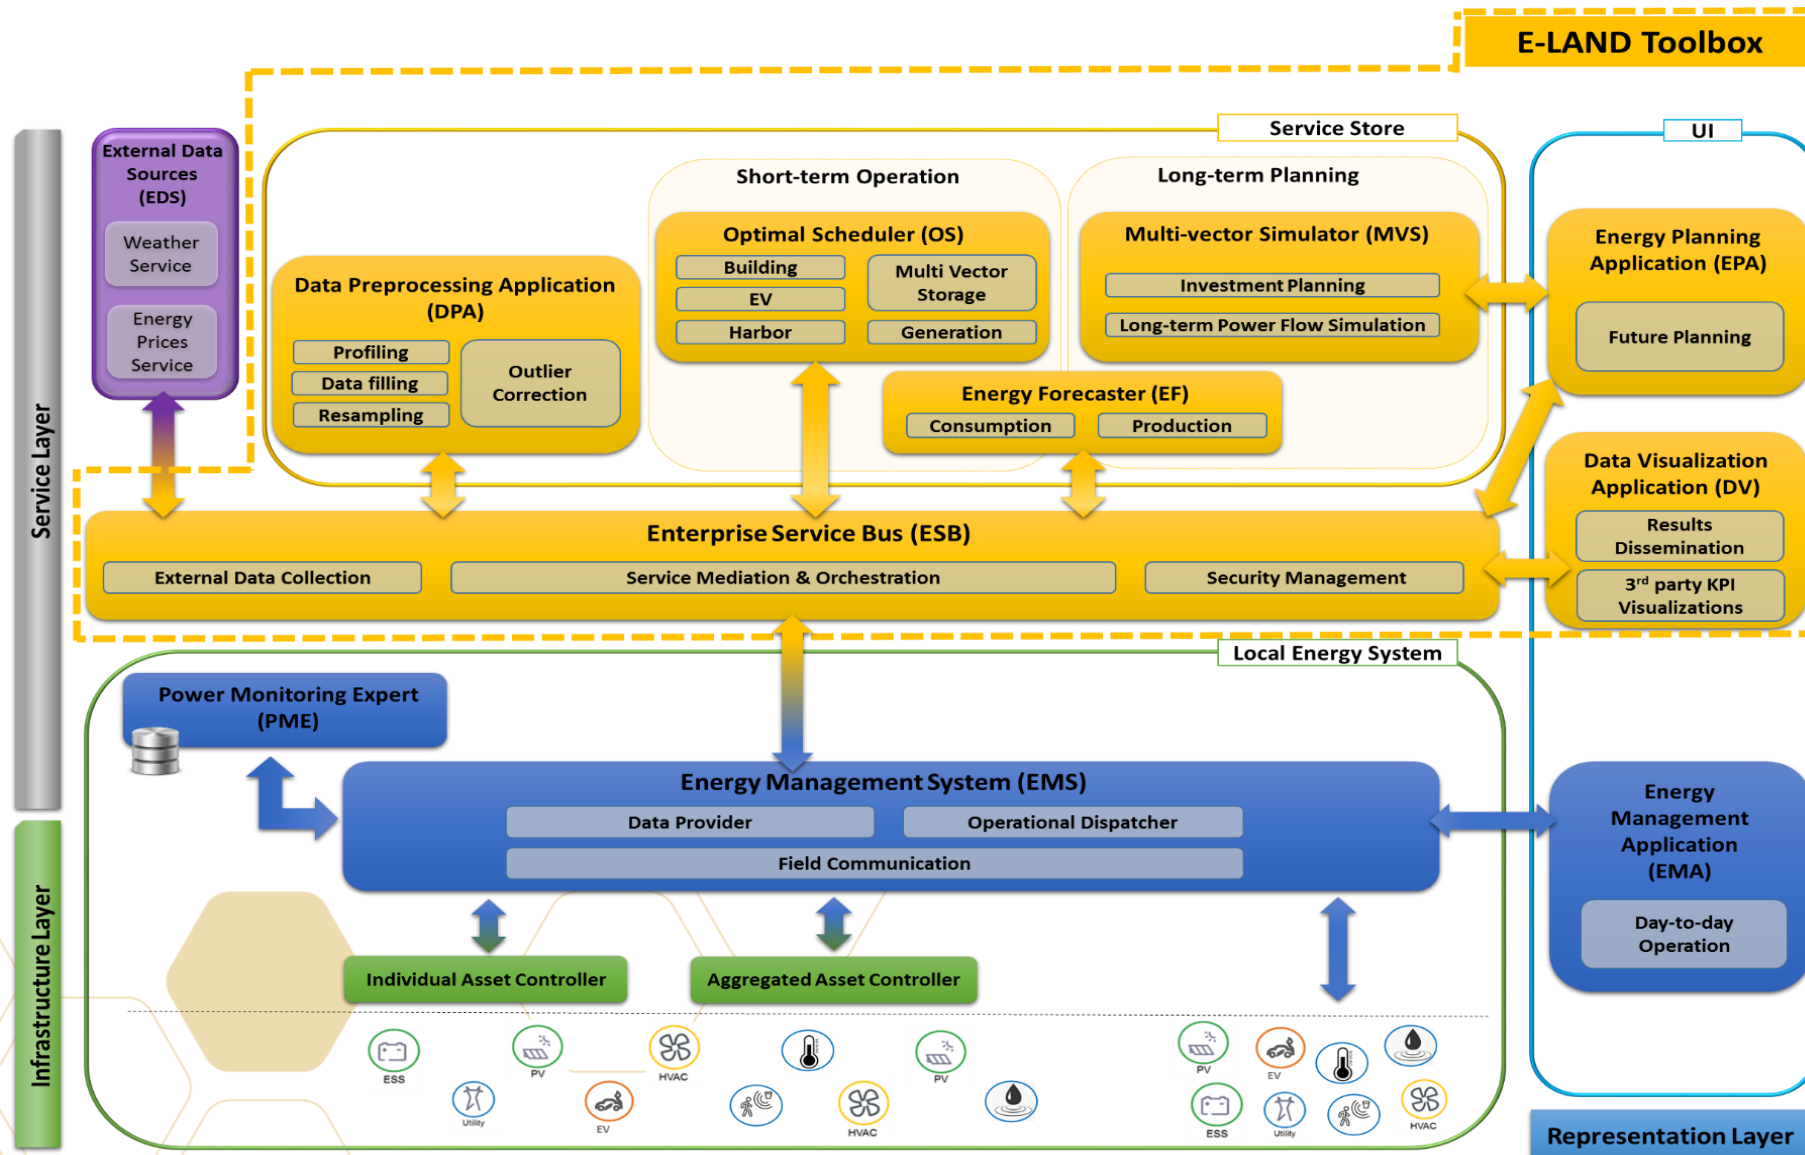 E-LAND Toolbox
Service Layer
Infrastructure Layer
External Data
Sources
(EDS)
Weather
Service
Energy
Prices
Service
Service Store
Data Preprocessing Application
(DPA)
Profiling
Data filling
Resampling
Outlier
Correction
Short-term Operation
Optimal Scheduler (OS)
Building
EV
Harbor
Multi Vector
Storage
Generation
Long-term Planning
Multi-vector Simulator (MVS)
Investment Planning
Long-term Power Flow Simulation
Energy Forecaster (EF)
Consumption
Production
UI
Energy Planning
Application (EPA)
Future Planning
Data Visualization
Application (DV)
Results
Dissemination
3rd party KPI
Visualizations
Enterprise Service Bus (ESB)
External Data Collection
Service Mediation & Orchestration
Security Management
Local Energy System
Power Monitoring Expert
(PME)
Energy Management System (EMS)
Data Provider
Operational Dispatcher
Field Communication
Energy
Management
Application
(EMA)
Day-to-day
Operation
Individual Asset Controller
Aggregated Asset Controller
ESS
Utility
PV
EV
HVAC
HVAC
PV
PV
EV
ESS
Utility
HVAC
Representation Layer